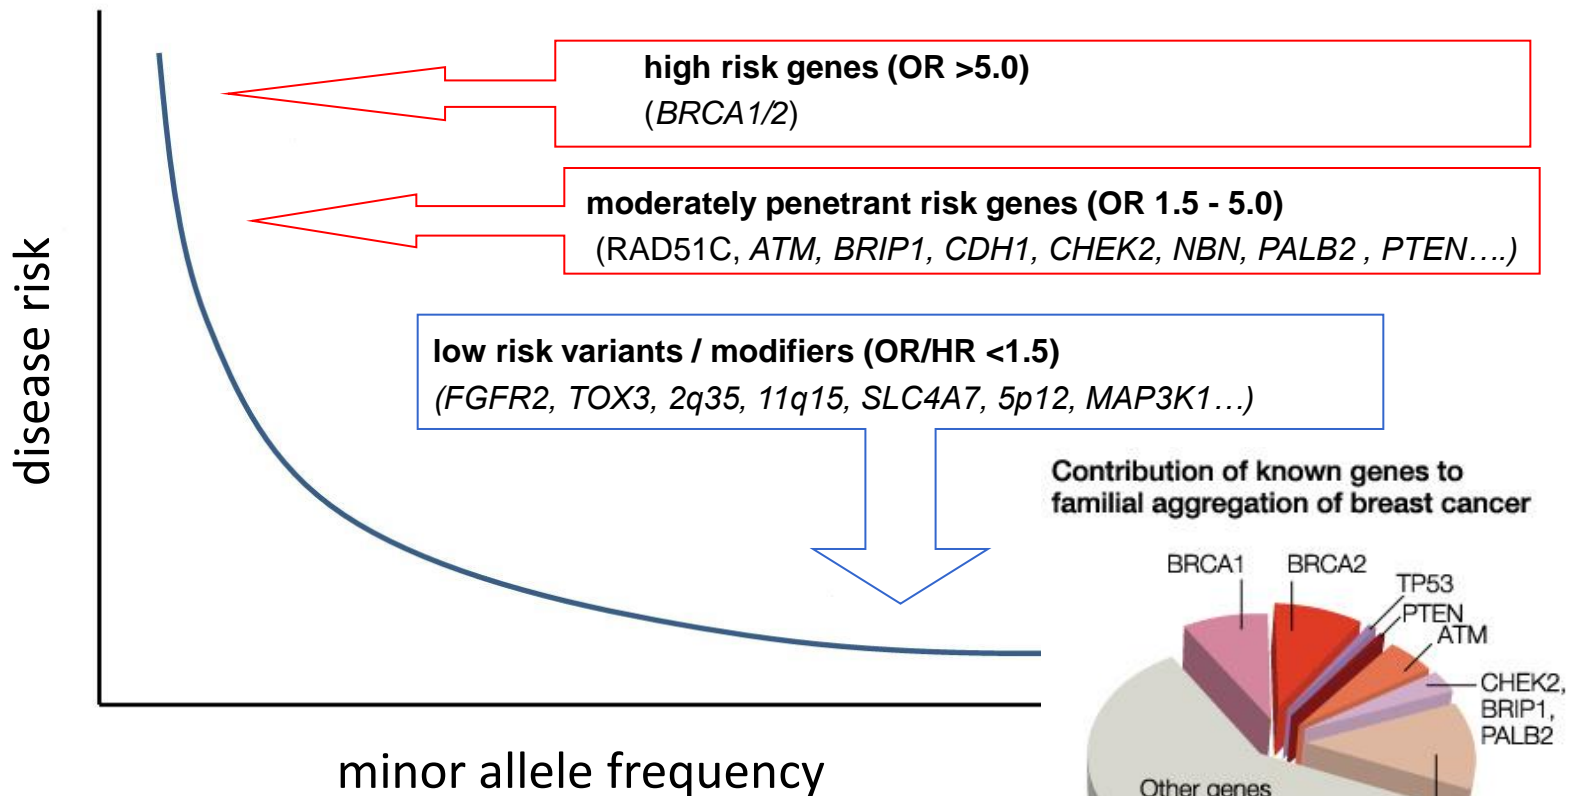 high risk genes (OR >5.0)
(BRCA1/2)
moderately penetrant risk genes (OR 1.5 - 5.0)
(RAD51C, ATM, BRIP1, CDH1, CHEK2, NBN, PALB2 , PTEN….)
low risk variants / modifiers (OR/HR <1.5)
(FGFR2, TOX3, 2q35, 11q15, SLC4A7, 5p12, MAP3K1…)
disease risk
minor allele frequency
Contribution of known genes to
familial aggregation of breast cancer
BRCA1
BRCA2
TP53
PTEN
ATM
CHEK2,
BRIP1,
PALB2
Other genes